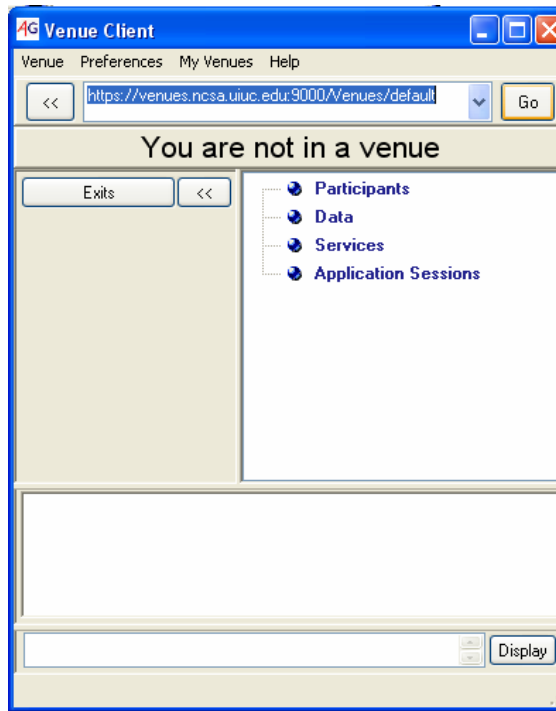 AG Venue Client
Venue Preferences My Venues Help
<< https://venues.ncsa.uiuc.edu:9000/Venues/default Go
You are not in a venue
Exits <<
Participants
Data
Services
Application Sessions
Display